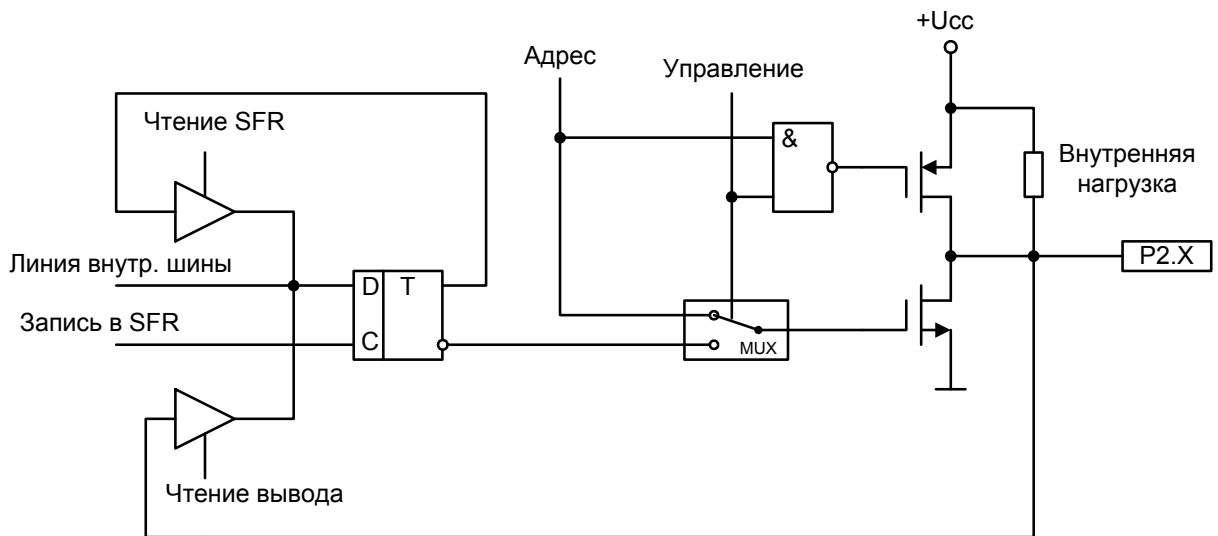 +Ucc
Адрес
Управление
Чтение SFR
&
Внутренняя
нагрузка
Линия внутр. шины
P2.X
D T
Запись в SFR
C
MUX
Чтение вывода